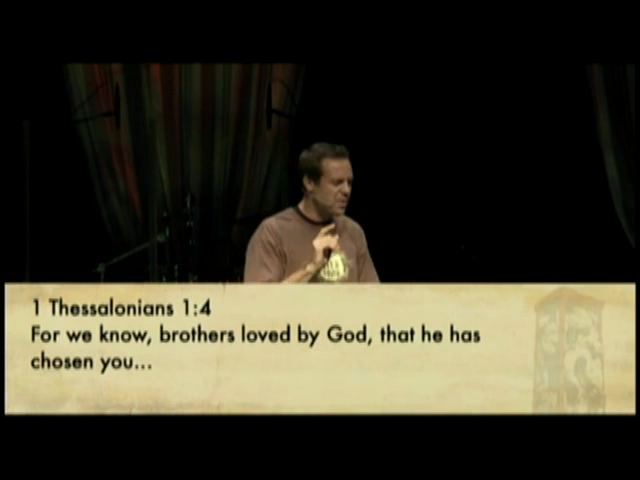 1 Thessalonians 1:4
For we know, brothers loved by God, that he has
chosen you...